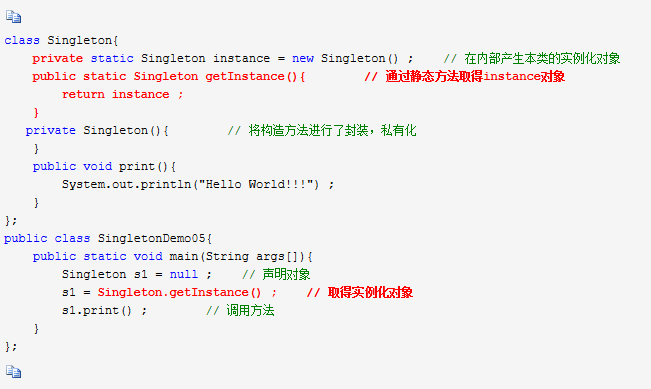 class Singleton{
    private static Singleton instance = new Singleton() ;    // 在内部产生本类的实例化对象
    public static Singleton getInstance(){        // 通过静态方法取得instance对象
        return instance ;
    }
   private Singleton(){        // 将构造方法进行了封装，私有化
    }
    public void print(){
        System.out.println("Hello World!!!") ;
    }
};
public class SingletonDemo05{
    public static void main(String args[]){
        Singleton s1 = null ;    // 声明对象
        s1 = Singleton.getInstance() ;    // 取得实例化对象
        s1.print() ;        // 调用方法
    }
};